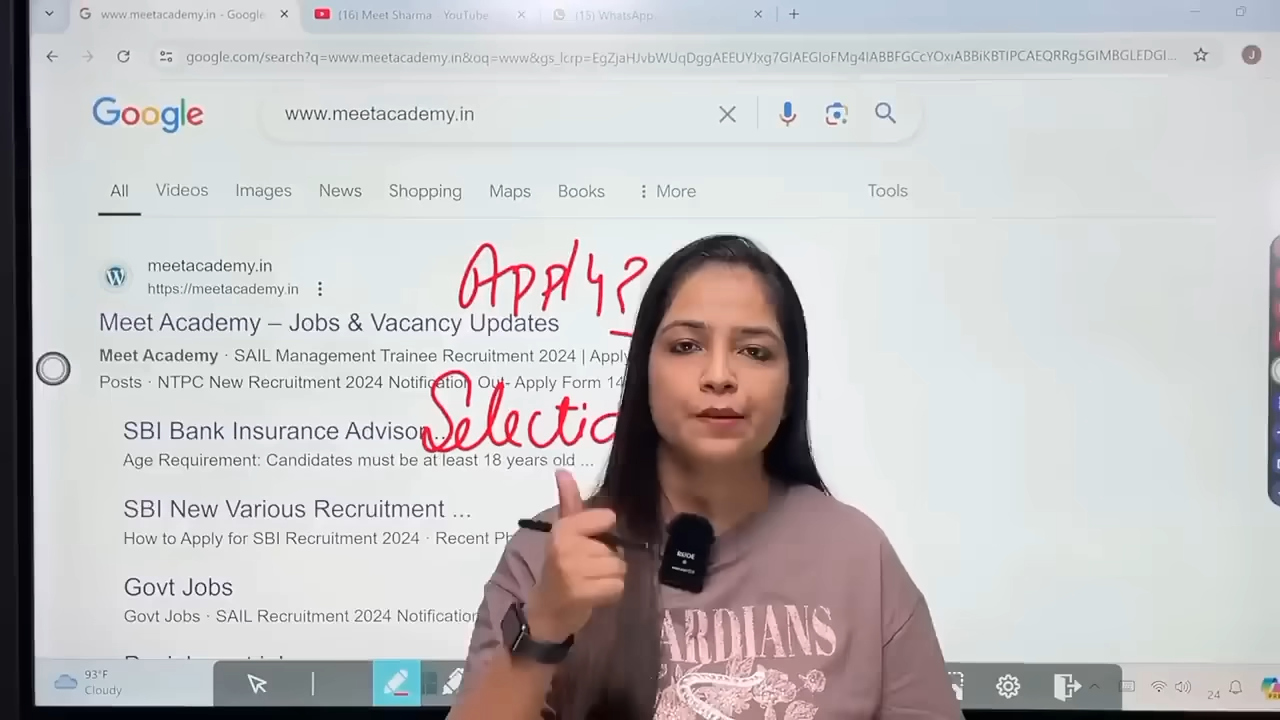 www.meetacademy.in - Google
(16) Meet Sharma - YouTube
(15) WhatsApp
google.com/search?q=www.meetacademy.in&oq=www&gs_lcrp=
J
Google
www.meetacademy.in
All Videos Images News Shopping Maps Books More Tools
meetacademy.in
https://meetacademy.in
Apply?
Meet Academy – Jobs & Vacancy Updates
Meet Academy · SAIL Management Trainee Recruitment 2024 | Apply
Posts · NTPC New Recruitment 2024 Notification Out- Apply Form 14
Selectio
SBI Bank Insurance Advisor ...
Age Requirement: Candidates must be at least 18 years old ...
SBI New Various Recruitment ...
How to Apply for SBI Recruitment 2024 · Recent
RØDE
Govt Jobs
Govt Jobs · SAIL Recruitment 2024 Notification
ARDIANS
93°F
Cloudy
24